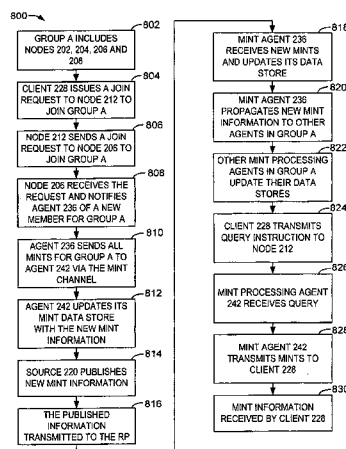 800
802
GROUP A INCLUDES
NODES 202, 204, 206 AND
208
804
CLIENT 228 ISSUES A JOIN
REQUEST TO NODE 212 TO
JOIN GROUP A
806
NODE 212 SENDS A JOIN
REQUEST TO NODE 206 TO
JOIN GROUP A
808
NODE 206 RECEIVES THE
REQUEST AND NOTIFIES
AGENT 236 OF A NEW
MEMBER FOR GROUP A
810
AGENT 236 SENDS ALL
MINTS FOR GROUP A TO
AGENT 242 VIA THE MINT
CHANNEL
812
AGENT 242 UPDATES ITS
MINT DATA STORE
WITH THE NEW MINT
INFORMATION
814
SOURCE 220 PUBLISHES
NEW MINT INFORMATION
816
THE PUBLISHED
INFORMATION
TRANSMITTED TO THE RP
818
MINT AGENT 236
RECEIVES NEW MINTS
AND UPDATES ITS DATA
STORE
820
MINT AGENT 236
PROPAGATES NEW MINT
INFORMATION TO OTHER
AGENTS IN GROUP A
822
OTHER MINT PROCESSING
AGENTS IN GROUP A
UPDATE THEIR DATA
STORES
824
CLIENT 228 TRANSMITS
QUERY INSTRUCTION TO
NODE 212
826
MINT PROCESSING AGENT
242 RECEIVES QUERY
828
MINT AGENT 242
TRANSMITS MINTS TO
CLIENT 228
830
MINT INFORMATION
RECEIVED BY CLIENT 228